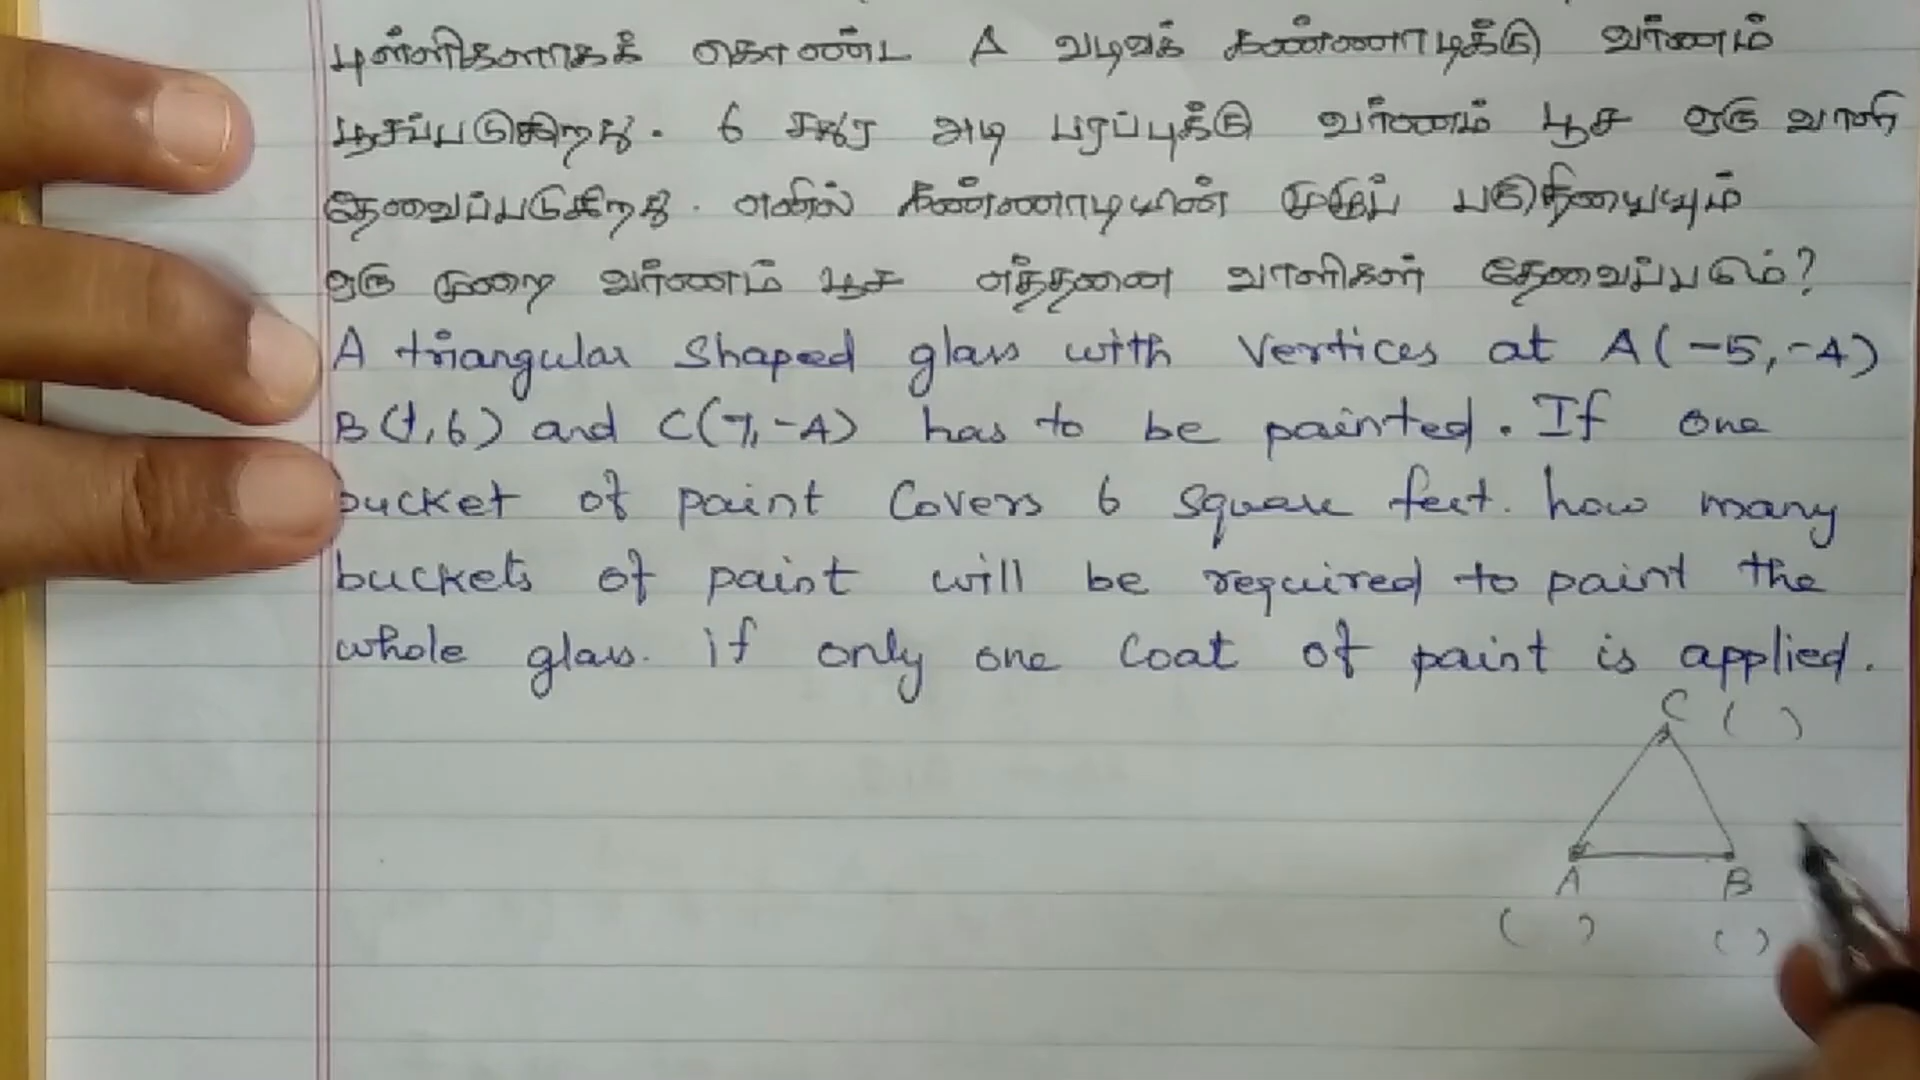 புள்ளிகளாகக் கொண்ட Δ வடிவக் கண்ணாடிக்கு வர்ணம்
பூசப்படுகிறது. 6 சதுர அடி பரப்புக்கு வர்ணம் பூச ஒரு வாளி
தேவைப்படுகிறது. எனில் கண்ணாடியின் முதுப் பகுதியையும்
ஒரு முறை வர்ணம் பூச எத்தனை வாளிகள் தேவைப்படும்?
A triangular shaped glass with vertices at A(-5,-4)
B(1,6) and C(7,-4) has to be painted. If one
bucket of paint covers 6 square feet. how many
buckets of paint will be required to paint the
whole glass. if only one coat of paint is applied.
C ( )
A B
( ) ( )